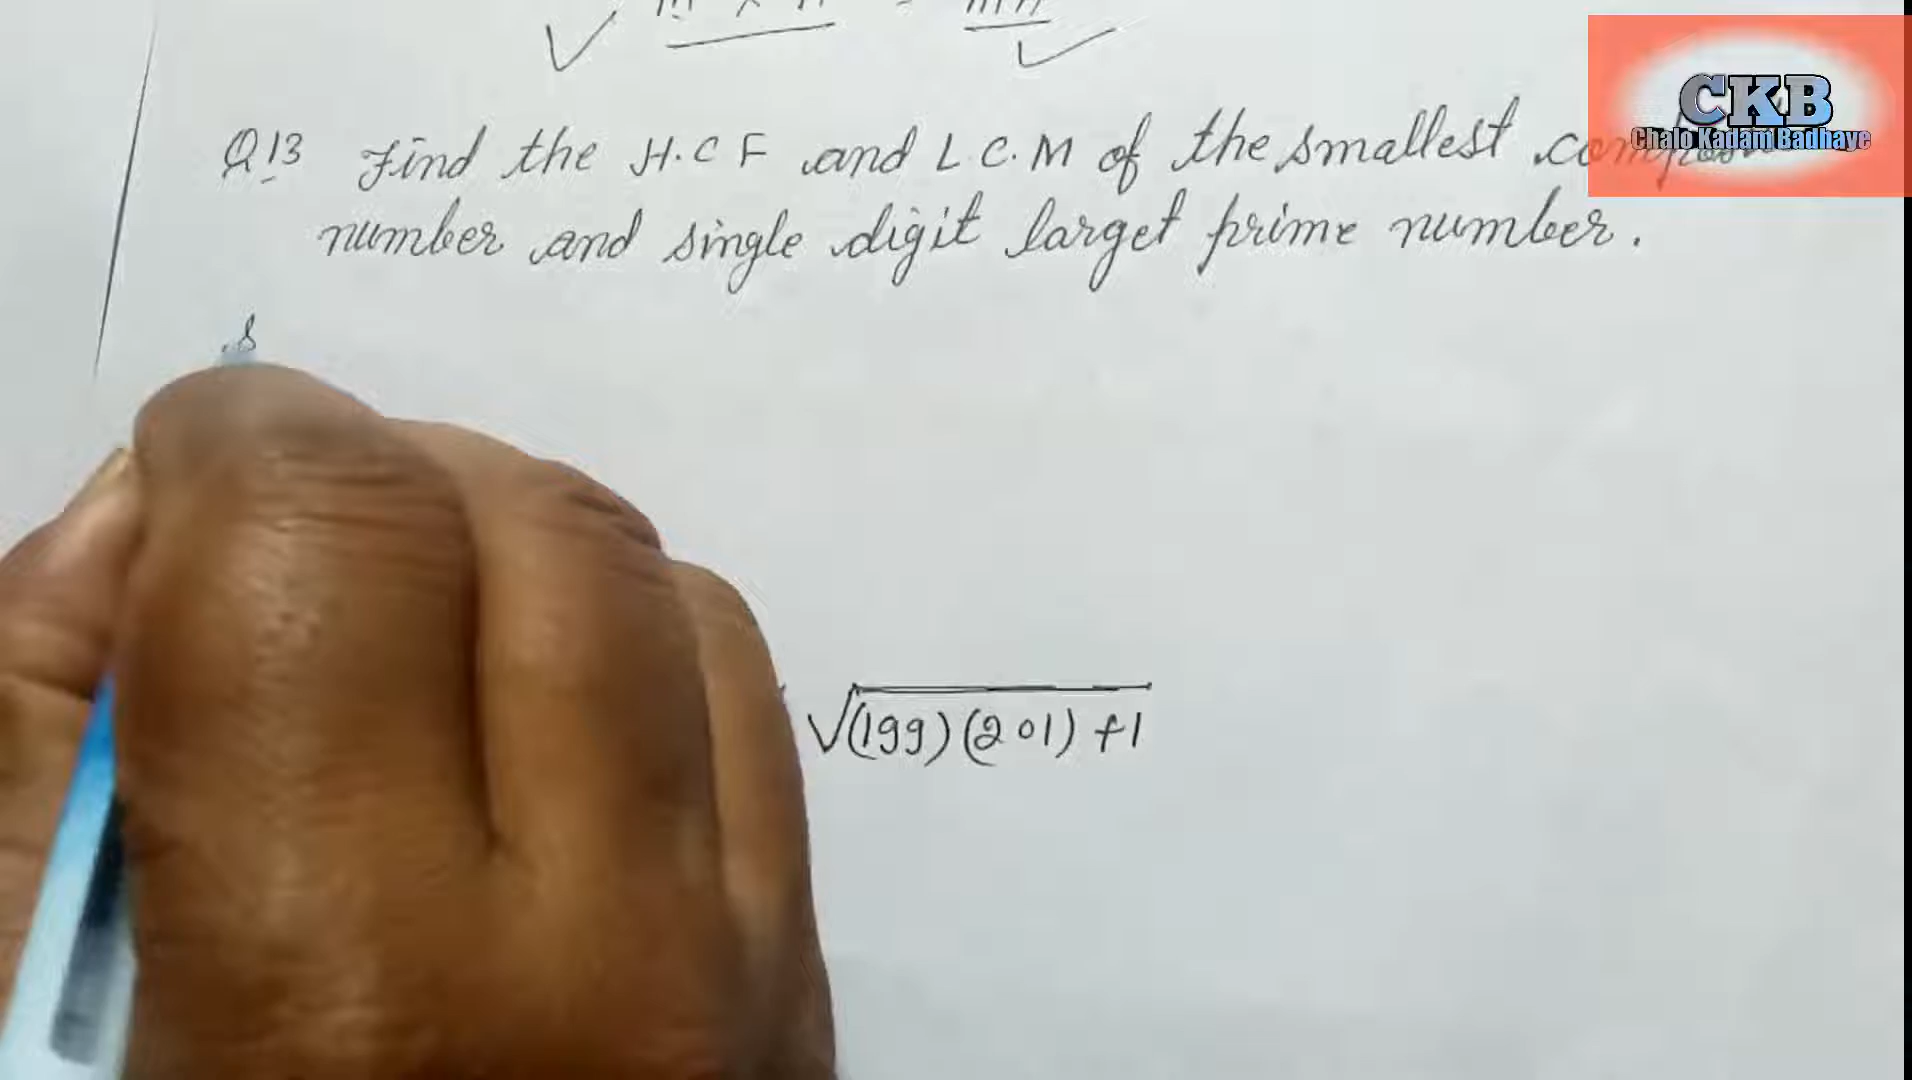 Q13 Find the H.C F and L.C.M of the smallest
number and single digit larget prime number.
√(199)(201)+1
CKB
Chalo Kadam Badhaye